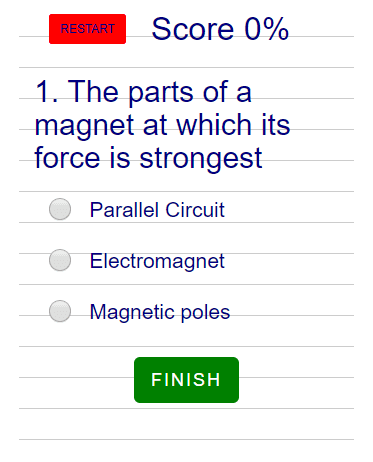 RESTART Score 0%
1. The parts of a
magnet at which its
force is strongest
Parallel Circuit
Electromagnet
Magnetic poles
FINISH